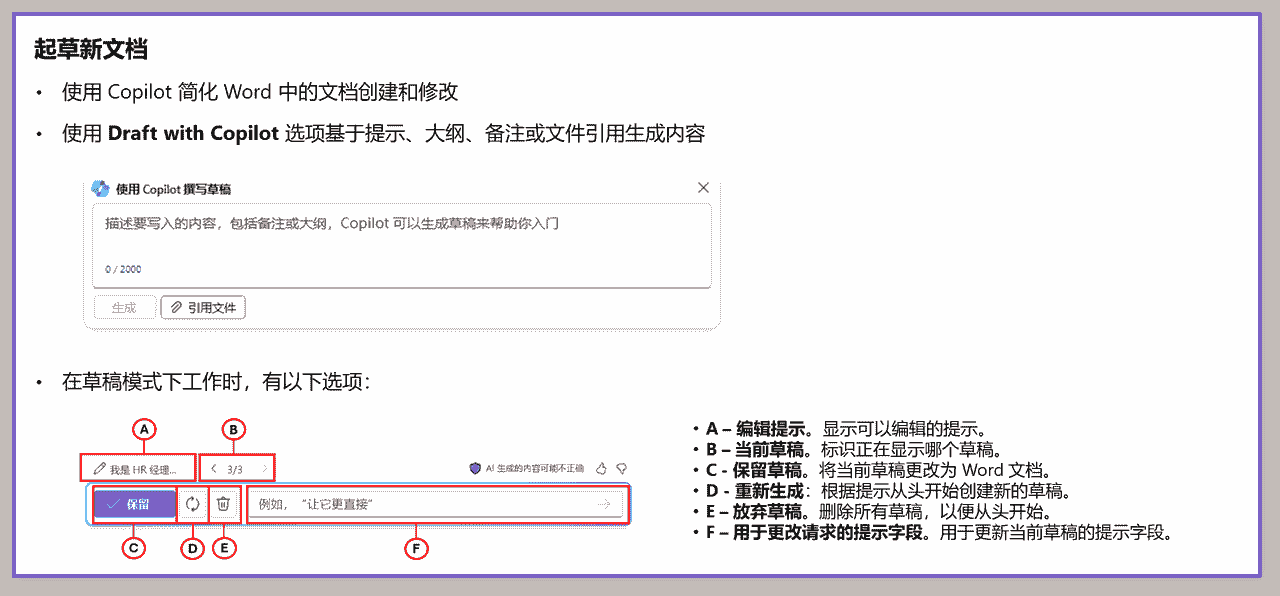 起草新文档
• 使用 Copilot 简化 Word 中的文档创建和修改
• 使用 Draft with Copilot 选项基于提示、大纲、备注或文件引用生成内容
使用 Copilot 撰写草稿
描述要写入的内容，包括备注或大纲，Copilot 可以生成草稿来帮助你入门
0 / 2000
生成 引用文件
• 在草稿模式下工作时，有以下选项：
A B
我是 HR 经理... 3/3 AI 生成的内容可能不正确
保留 例如，“让它更直接”
C D E F
• A – 编辑提示。显示可以编辑的提示。
• B – 当前草稿。标识正在显示哪个草稿。
• C - 保留草稿。将当前草稿更改为 Word 文档。
• D - 重新生成：根据提示从头开始创建新的草稿。
• E – 放弃草稿。删除所有草稿，以便从头开始。
• F – 用于更改请求的提示字段。用于更新当前草稿的提示字段。